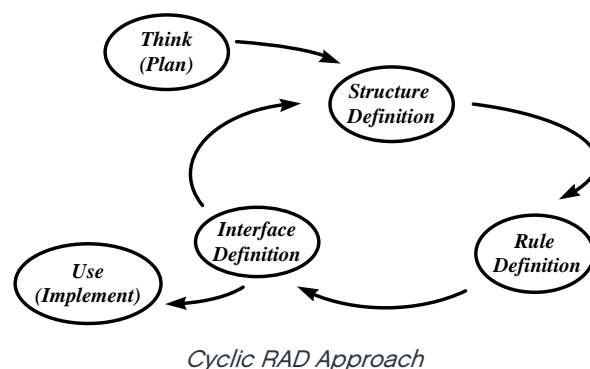 Think
(Plan)
Structure
Definition
Interface
Definition
Rule
Definition
Use
(Implement)
Cyclic RAD Approach